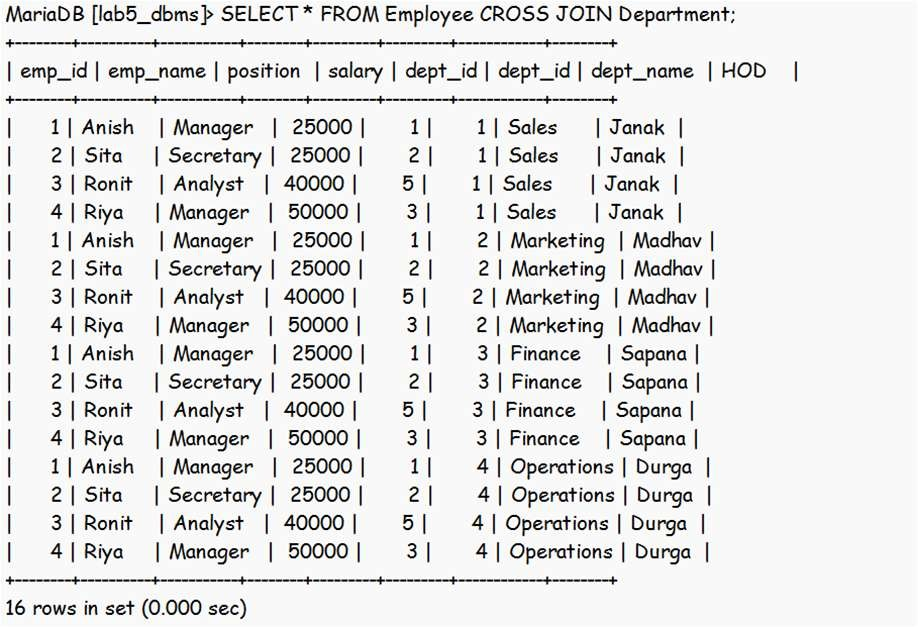 MariaDB [lab5_dbms]> SELECT * FROM Employee CROSS JOIN Department;
+--------+-----------+-----------+--------+---------+---------+------------+--------+
| emp_id | emp_name | position | salary | dept_id | dept_id | dept_name | HOD |
+--------+-----------+-----------+--------+---------+---------+------------+--------+
| 1 | Anish | Manager | 25000 | 1 | 1 | Sales | Janak |
| 2 | Sita | Secretary | 25000 | 2 | 1 | Sales | Janak |
| 3 | Ronit | Analyst | 40000 | 5 | 1 | Sales | Janak |
| 4 | Riya | Manager | 50000 | 3 | 1 | Sales | Janak |
| 1 | Anish | Manager | 25000 | 1 | 2 | Marketing | Madhav |
| 2 | Sita | Secretary | 25000 | 2 | 2 | Marketing | Madhav |
| 3 | Ronit | Analyst | 40000 | 5 | 2 | Marketing | Madhav |
| 4 | Riya | Manager | 50000 | 3 | 2 | Marketing | Madhav |
| 1 | Anish | Manager | 25000 | 1 | 3 | Finance | Sapana |
| 2 | Sita | Secretary | 25000 | 2 | 3 | Finance | Sapana |
| 3 | Ronit | Analyst | 40000 | 5 | 3 | Finance | Sapana |
| 4 | Riya | Manager | 50000 | 3 | 3 | Finance | Sapana |
| 1 | Anish | Manager | 25000 | 1 | 4 | Operations | Durga |
| 2 | Sita | Secretary | 25000 | 2 | 4 | Operations | Durga |
| 3 | Ronit | Analyst | 40000 | 5 | 4 | Operations | Durga |
| 4 | Riya | Manager | 50000 | 3 | 4 | Operations | Durga |
+--------+-----------+-----------+--------+---------+---------+------------+--------+
16 rows in set (0.000 sec)